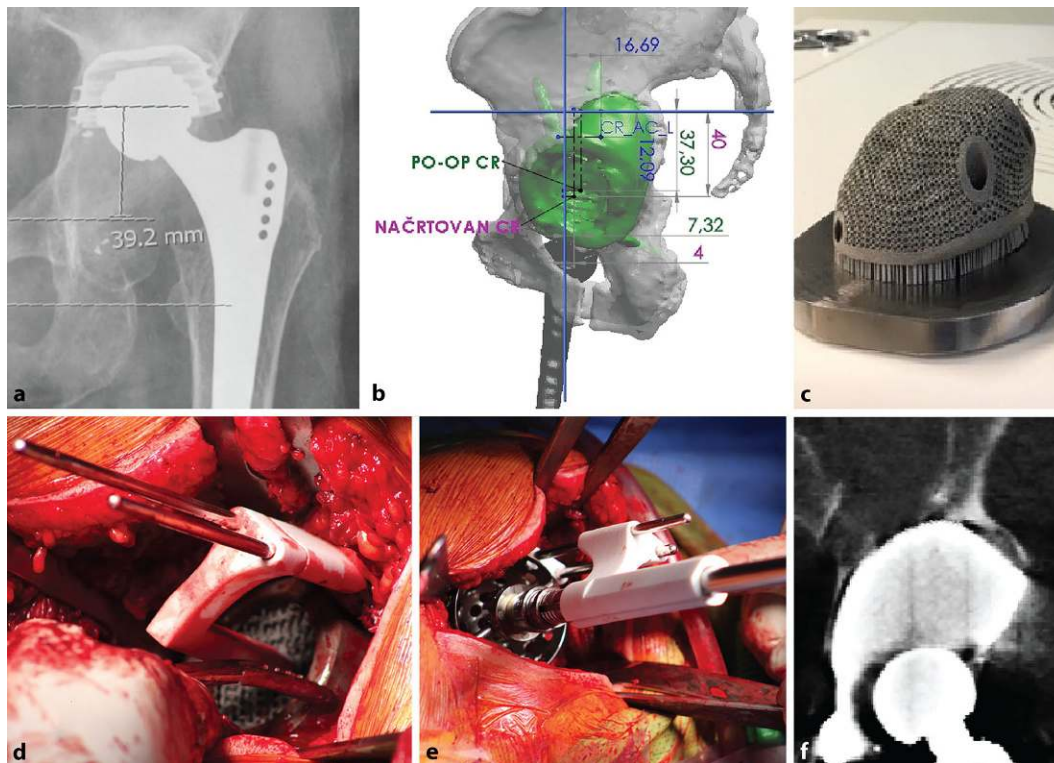 39.2 mm
a
16,69
CR_AC_L
12,09
37,30
40
PO-OP CR
NAČRTOVAN CR
7,32
4
b
c
d
e
f